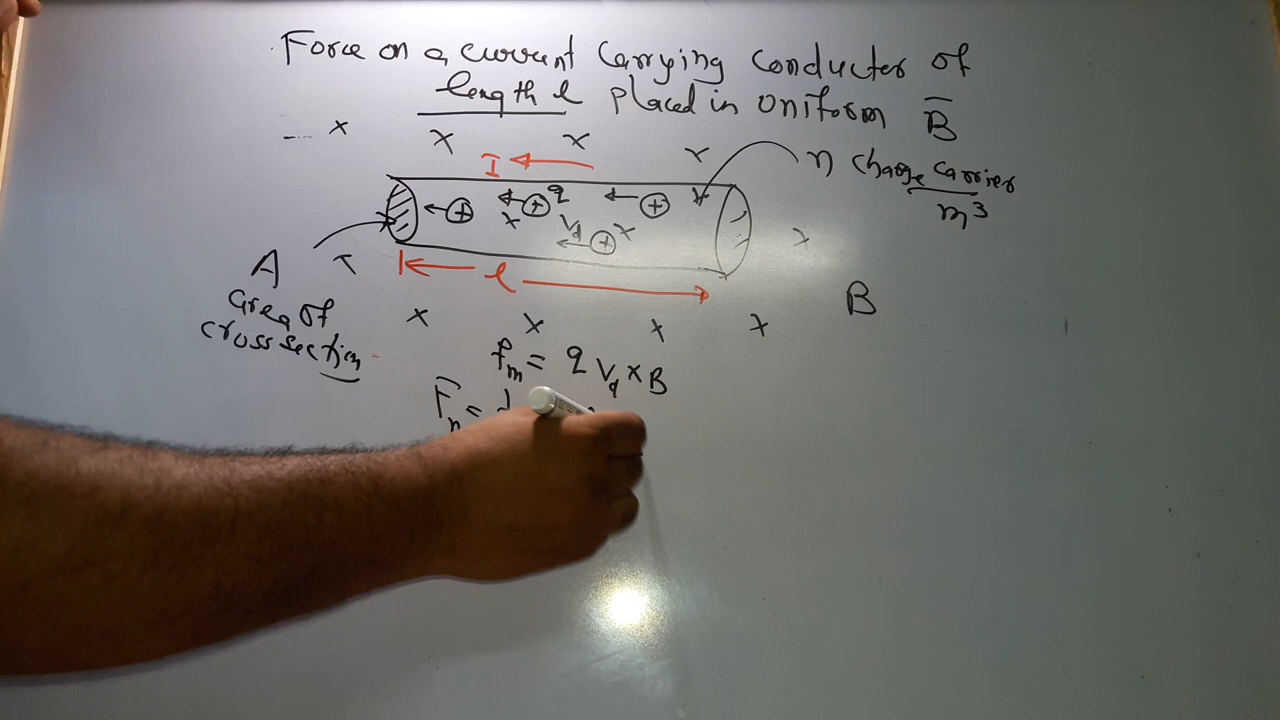 Force on a current Carrying Conductor of
length l placed in Uniform B̅
I
n charge carrier
m³
q
Vd
l
A
area of
cross section
B
fm = q Vd × B
F̅